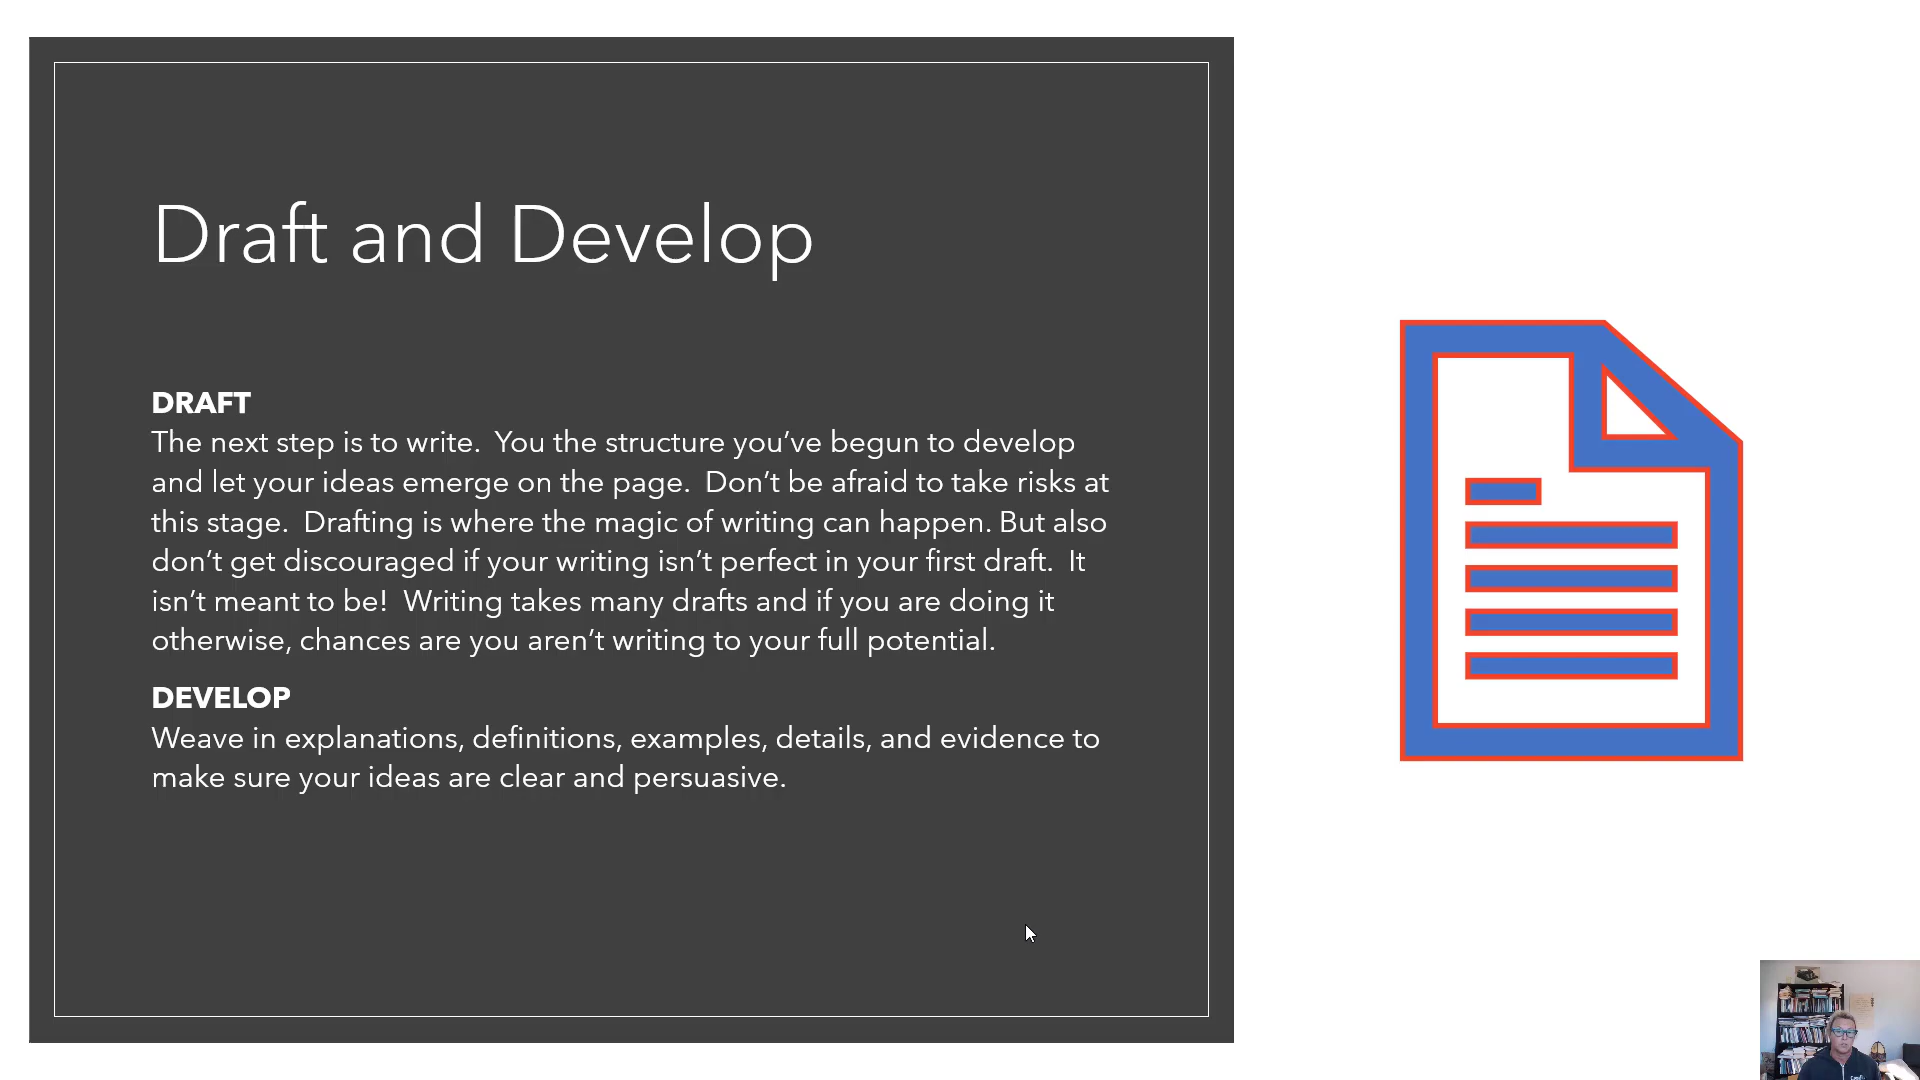 Draft and Develop
DRAFT
The next step is to write.  You the structure you’ve begun to develop
and let your ideas emerge on the page.  Don’t be afraid to take risks at
this stage.  Drafting is where the magic of writing can happen. But also
don’t get discouraged if your writing isn’t perfect in your first draft.  It
isn’t meant to be!  Writing takes many drafts and if you are doing it
otherwise, chances are you aren’t writing to your full potential.
DEVELOP
Weave in explanations, definitions, examples, details, and evidence to
make sure your ideas are clear and persuasive.